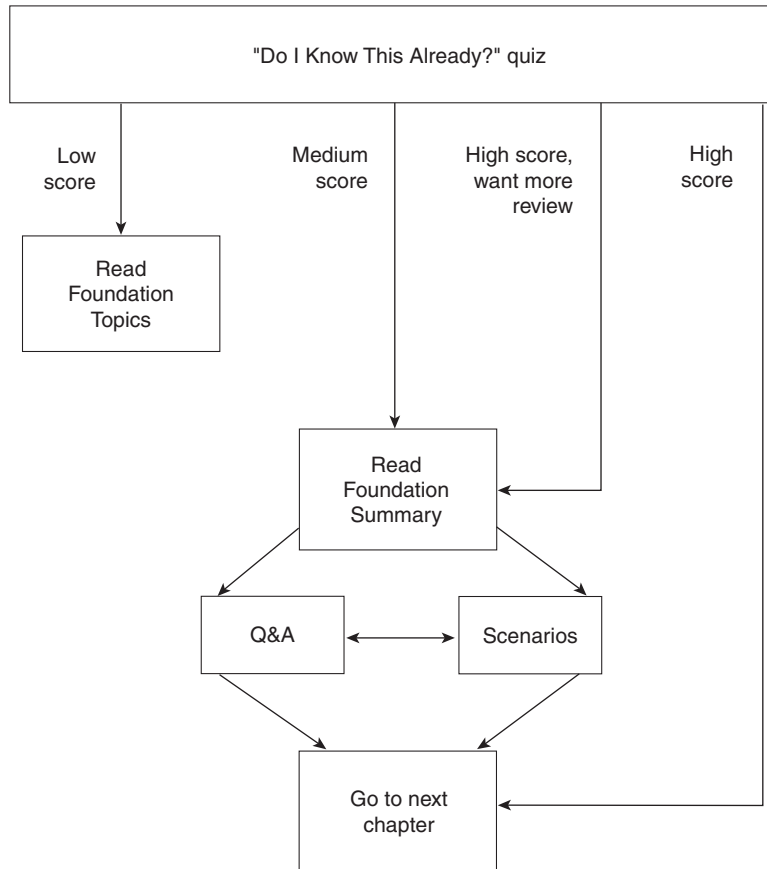 "Do I Know This Already?" quiz
Low
score
Medium
score
High score,
want more
review
High
score
Read
Foundation
Topics
Read
Foundation
Summary
Q&A
Scenarios
Go to next
chapter